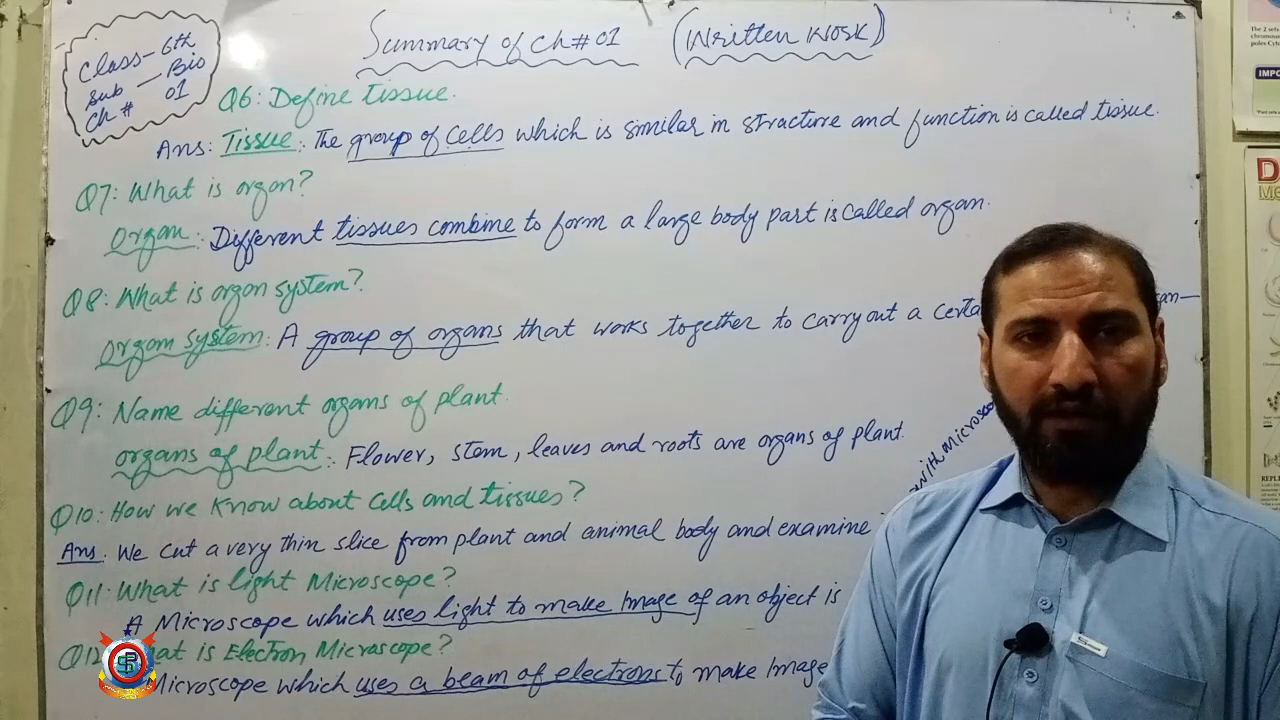 Class - 6th
Sub - Bio
Ch # 01
Summary of Ch # 01 (Written Work)
Q6: Define tissue.
Ans: Tissue: The group of cells which is similar in structure and function is called tissue.
Q7: What is organ?
Organ: Different tissues combine to form a large body part is called organ.
Q8: What is organ system?
Organ system: A group of organs that works together to carry out a
Q9: Name different organs of plant.
organs of plant: Flower, stem, leaves and roots are organs of plant.
Q10: How we know about cells and tissues?
Ans. We cut a very thin slice from plant and animal body and examine
with
Q11: What is light Microscope?
A Microscope which uses light to make Image of an object is
is Electron Microscope?
Microscope which uses a beam of electrons to make Image
The 2 sets
poles